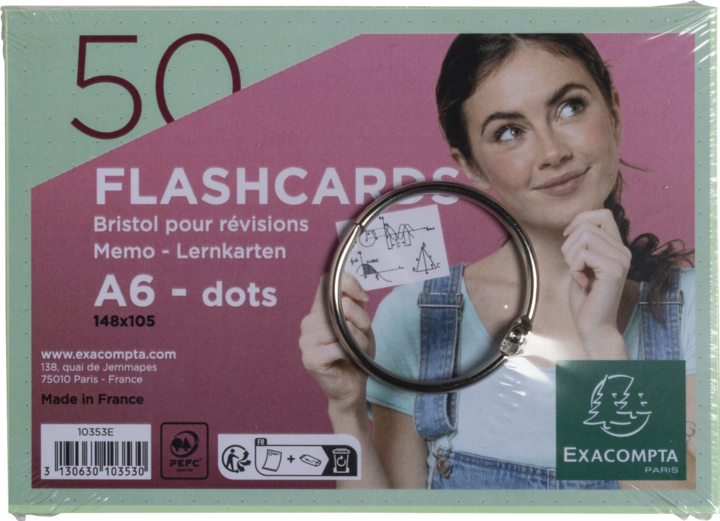 50
FLASHCARDS
Bristol pour révisions
Memo - Lernkarten
A6 - dots
148x105
www.exacompta.com
138, quai de Jemmapes
75010 Paris - France
Made in France
10353E
3 130630 103530
PEFC
FR
EXACOMPTA
PARIS